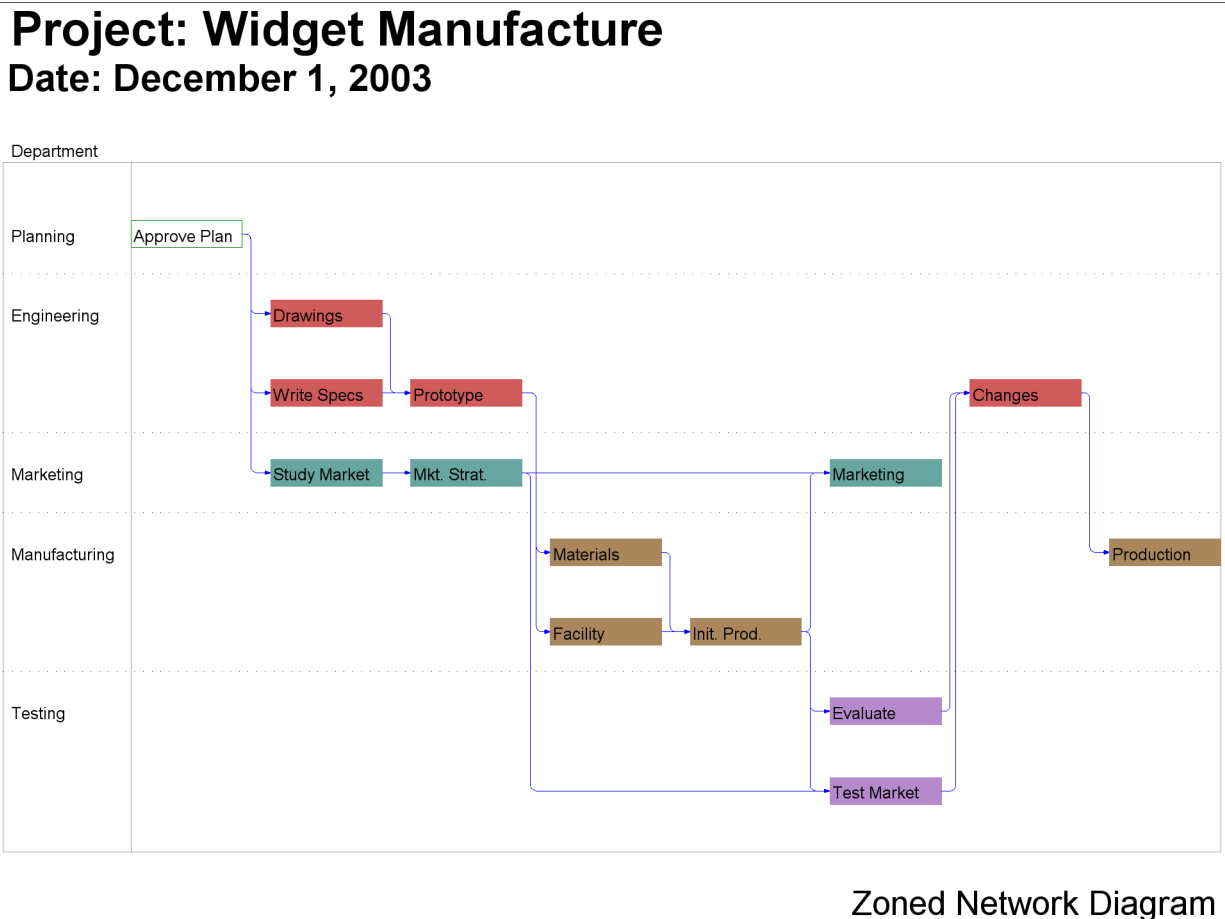 Project: Widget Manufacture
Date: December 1, 2003
Department
Planning
Approve Plan
Engineering
Drawings
Write Specs
Prototype
Changes
Marketing
Study Market
Mkt. Strat.
Marketing
Manufacturing
Materials
Production
Facility
Init. Prod.
Testing
Evaluate
Test Market
Zoned Network Diagram